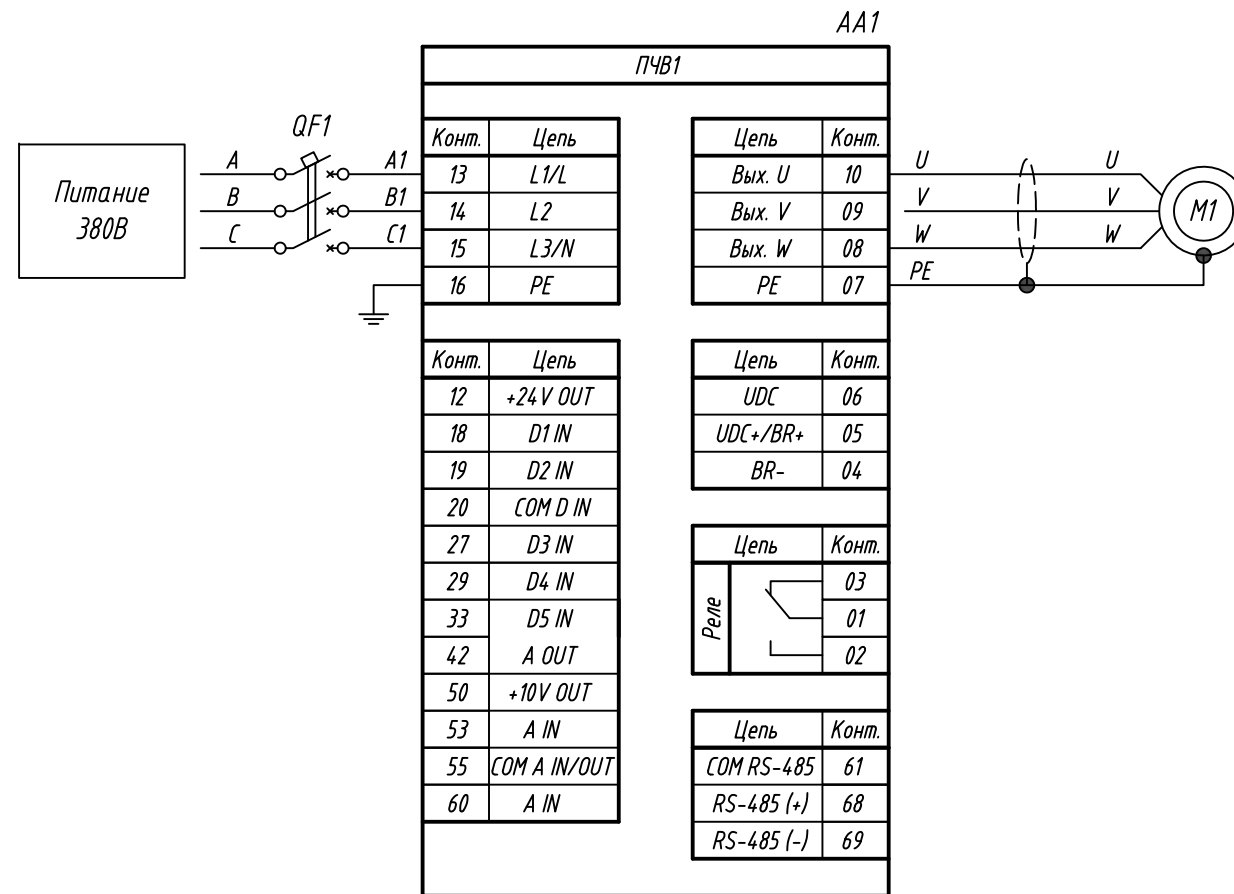 AA1
ПЧВ1
Питание
380В
QF1
A
B
C
A1
B1
C1
Конт. Цепь
13 L1/L
14 L2
15 L3/N
16 PE
Цепь Конт.
Вых. U 10
Вых. V 09
Вых. W 08
PE 07
U U
V V
W W
PE
M1
Конт. Цепь
12 +24V OUT
18 D1 IN
19 D2 IN
20 COM D IN
27 D3 IN
29 D4 IN
33 D5 IN
42 A OUT
50 +10V OUT
53 A IN
55 COM A IN/OUT
60 A IN
Цепь Конт.
UDC 06
UDC+/BR+ 05
BR- 04
Цепь Конт.
Реле
03
01
02
Цепь Конт.
COM RS-485 61
RS-485 (+) 68
RS-485 (-) 69